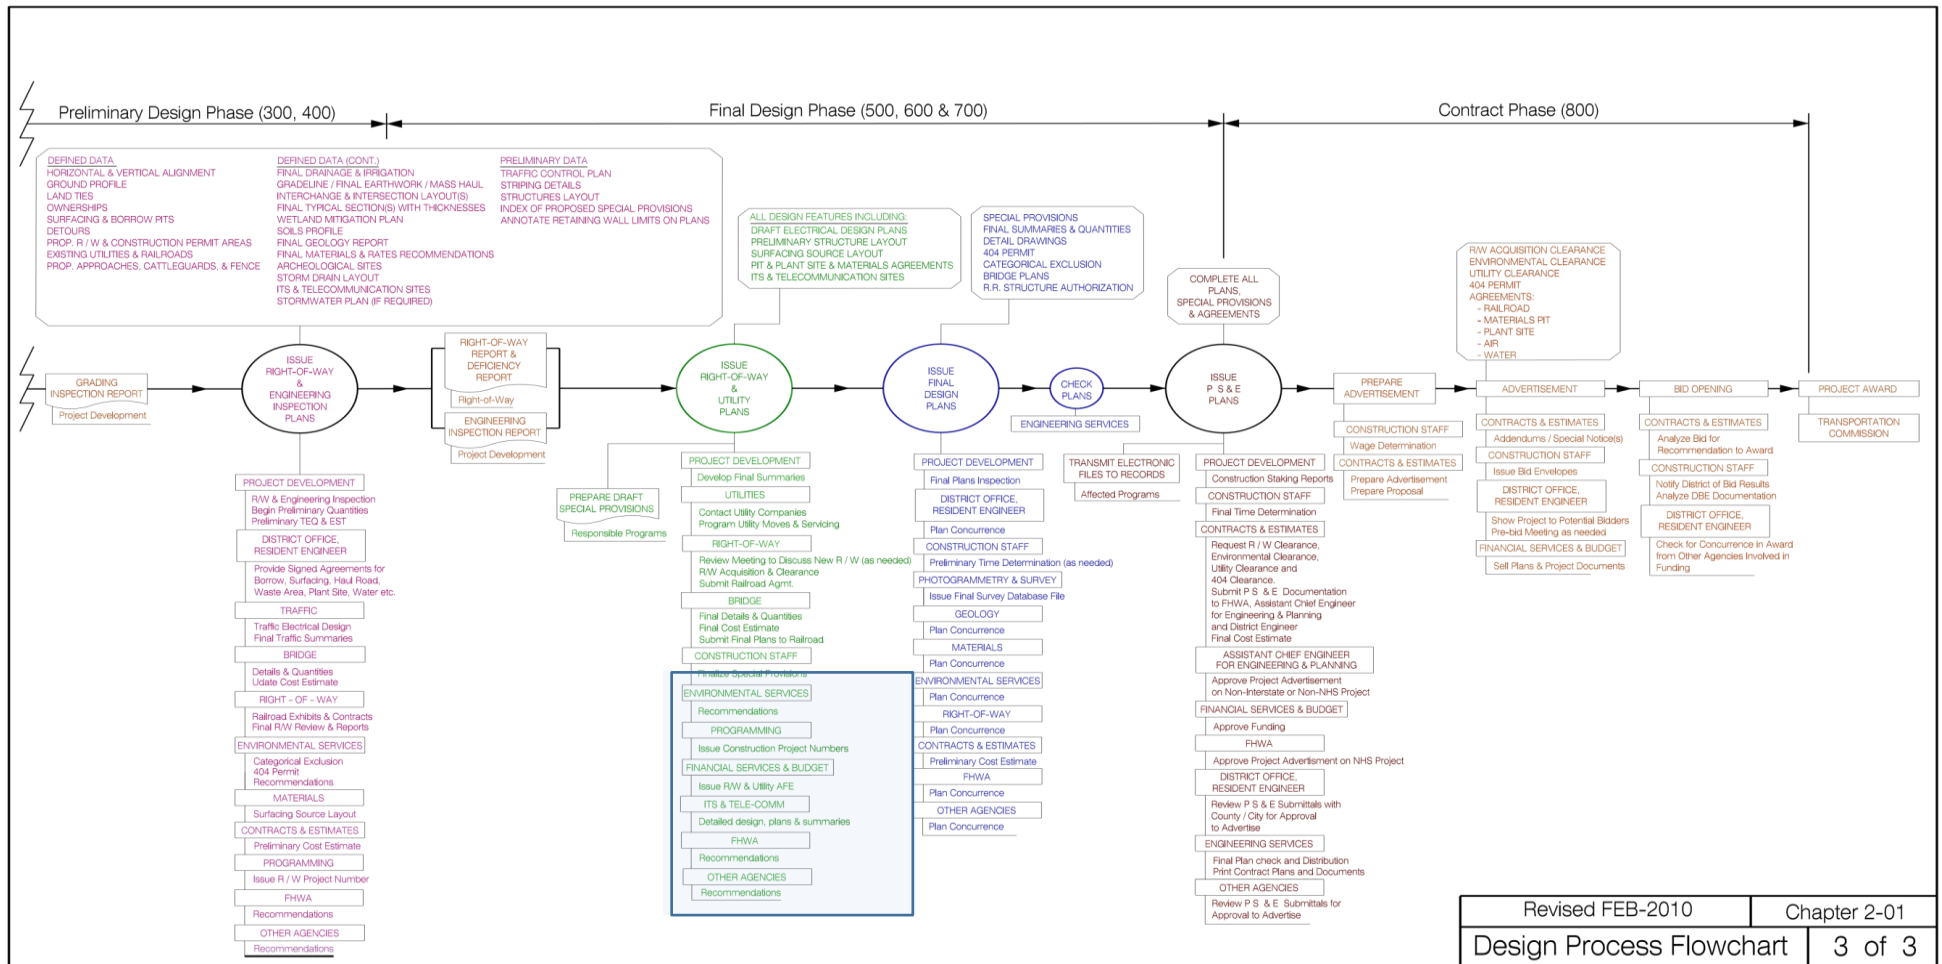 Preliminary Design Phase (300, 400)
Final Design Phase (500, 600 & 700)
Contract Phase (800)
DEFINED DATA
HORIZONTAL & VERTICAL ALIGNMENT
GROUND PROFILE
LAND TIES
OWNERSHIPS
SURFACING & BORROW PITS
DETOURS
PROP. R / W & CONSTRUCTION PERMIT AREAS
EXISTING UTILITIES & RAILROADS
PROP. APPROACHES, CATTLEGUARDS, & FENCE
DEFINED DATA (CONT.)
FINAL DRAINAGE & IRRIGATION
GRADELINE / FINAL EARTHWORK / MASS HAUL
INTERCHANGE & INTERSECTION LAYOUT(S)
FINAL TYPICAL SECTION(S) WITH THICKNESSES
WETLAND MITIGATION PLAN
SOILS PROFILE
FINAL GEOLOGY REPORT
FINAL MATERIALS & RATES RECOMMENDATIONS
ARCHEOLOGICAL SITES
STORM DRAIN LAYOUT
ITS & TELECOMMUNICATION SITES
STORMWATER PLAN (IF REQUIRED)
PRELIMINARY DATA
TRAFFIC CONTROL PLAN
STRIPING DETAILS
STRUCTURES LAYOUT
INDEX OF PROPOSED SPECIAL PROVISIONS
ANNOTATE RETAINING WALL LIMITS ON PLANS
ALL DESIGN FEATURES INCLUDING:
DRAFT ELECTRICAL DESIGN PLANS
PRELIMINARY STRUCTURE LAYOUT
SURFACING SOURCE LAYOUT
PIT & PLANT SITE & MATERIALS AGREEMENTS
ITS & TELECOMMUNICATION SITES
SPECIAL PROVISIONS
FINAL SUMMARIES & QUANTITIES
DETAIL DRAWINGS
404 PERMIT
CATEGORICAL EXCLUSION
BRIDGE PLANS
R.R. STRUCTURE AUTHORIZATION
COMPLETE ALL
PLANS,
SPECIAL PROVISIONS
& AGREEMENTS
R/W ACQUISITION CLEARANCE
ENVIRONMENTAL CLEARANCE
UTILITY CLEARANCE
404 PERMIT
AGREEMENTS:
- RAILROAD
- MATERIALS PIT
- PLANT SITE
- AIR
- WATER
GRADING
INSPECTION REPORT
Project Development
ISSUE
RIGHT-OF-WAY
&
ENGINEERING
INSPECTION
PLANS
RIGHT-OF-WAY
REPORT &
DEFICIENCY
REPORT
Right-of-Way
ENGINEERING
INSPECTION REPORT
Project Development
ISSUE
RIGHT-OF-WAY
&
UTILITY
PLANS
ISSUE
FINAL
DESIGN
PLANS
CHECK
PLANS
ENGINEERING SERVICES
ISSUE
P S & E
PLANS
PREPARE
ADVERTISEMENT
ADVERTISEMENT
BID OPENING
PROJECT AWARD
TRANSPORTATION
COMMISSION
PROJECT DEVELOPMENT
R/W & Engineering Inspection
Begin Preliminary Quantities
Preliminary TEQ & EST
DISTRICT OFFICE,
RESIDENT ENGINEER
Provide Signed Agreements for
Borrow, Surfacing, Haul Road,
Waste Area, Plant Site, Water etc.
TRAFFIC
Traffic Electrical Design
Final Traffic Summaries
BRIDGE
Details & Quantities
Udate Cost Estimate
RIGHT - OF - WAY
Railroad Exhibits & Contracts
Final R/W Review & Reports
ENVIRONMENTAL SERVICES
Categorical Exclusion
404 Permit
Recommendations
MATERIALS
Surfacing Source Layout
CONTRACTS & ESTIMATES
Preliminary Cost Estimate
PROGRAMMING
Issue R / W Project Number
FHWA
Recommendations
OTHER AGENCIES
Recommendations
PREPARE DRAFT
SPECIAL PROVISIONS
Responsible Programs
PROJECT DEVELOPMENT
Develop Final Summaries
UTILITIES
Contact Utility Companies
Program Utility Moves & Servicing
RIGHT-OF-WAY
Review Meeting to Discuss New R / W (as needed)
R/W Acquisition & Clearance
Submit Railroad Agmt.
BRIDGE
Final Details & Quantities
Final Cost Estimate
Submit Final Plans to Railroad
CONSTRUCTION STAFF
Finalize Special Provisions
ENVIRONMENTAL SERVICES
Recommendations
PROGRAMMING
Issue Construction Project Numbers
FINANCIAL SERVICES & BUDGET
Issue R/W & Utility AFE
ITS & TELE-COMM
Detailed design, plans & summaries
FHWA
Recommendations
OTHER AGENCIES
Recommendations
PROJECT DEVELOPMENT
Final Plans Inspection
DISTRICT OFFICE,
RESIDENT ENGINEER
Plan Concurrence
CONSTRUCTION STAFF
Preliminary Time Determination (as needed)
PHOTOGRAMMETRY & SURVEY
Issue Final Survey Database File
GEOLOGY
Plan Concurrence
MATERIALS
Plan Concurrence
ENVIRONMENTAL SERVICES
Plan Concurrence
RIGHT-OF-WAY
Plan Concurrence
CONTRACTS & ESTIMATES
Preliminary Cost Estimate
FHWA
Plan Concurrence
OTHER AGENCIES
Plan Concurrence
TRANSMIT ELECTRONIC
FILES TO RECORDS
Affected Programs
PROJECT DEVELOPMENT
Construction Staking Reports
CONSTRUCTION STAFF
Final Time Determination
CONTRACTS & ESTIMATES
Request R / W Clearance,
Environmental Clearance,
Utility Clearance and
404 Clearance.
Submit P S & E Documentation
to FHWA, Assistant Chief Engineer
for Engineering & Planning
and District Engineer
Final Cost Estimate
ASSISTANT CHIEF ENGINEER
FOR ENGINEERING & PLANNING
Approve Project Advertisement
on Non-Interstate or Non-NHS Project
FINANCIAL SERVICES & BUDGET
Approve Funding
FHWA
Approve Project Advertisment on NHS Project
DISTRICT OFFICE,
RESIDENT ENGINEER
Review P S & E Submittals with
County / City for Approval
to Advertise
ENGINEERING SERVICES
Final Plan check and Distribution
Print Contract Plans and Documents
OTHER AGENCIES
Review P S & E Submittals for
Approval to Advertise
CONSTRUCTION STAFF
Wage Determination
CONTRACTS & ESTIMATES
Prepare Advertisement
Prepare Proposal
CONTRACTS & ESTIMATES
Addendums / Special Notice(s)
CONSTRUCTION STAFF
Issue Bid Envelopes
DISTRICT OFFICE,
RESIDENT ENGINEER
Show Project to Potential Bidders
Pre-bid Meeting as needed
FINANCIAL SERVICES & BUDGET
Sell Plans & Project Documents
CONTRACTS & ESTIMATES
Analyze Bid for
Recommendation to Award
CONSTRUCTION STAFF
Notify District of Bid Results
Analyze DBE Documentation
DISTRICT OFFICE,
RESIDENT ENGINEER
Check for Concurrence in Award
from Other Agencies Involved in
Funding
Revised FEB-2010
Chapter 2-01
Design Process Flowchart
3 of 3